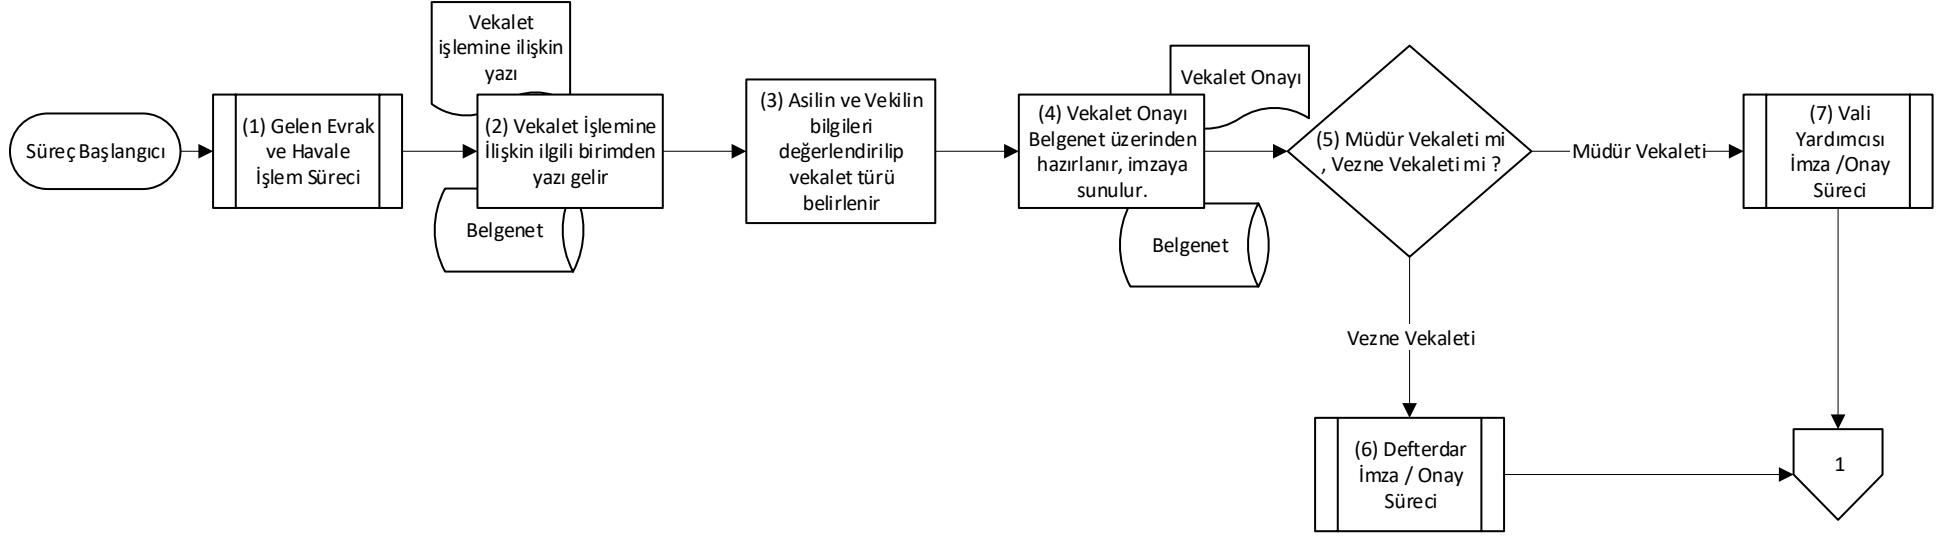 Süreç Başlangıcı
(1) Gelen Evrak
ve Havale
İşlem Süreci
Vekalet
işlemine ilişkin
yazı
(2) Vekalet İşlemine
İlişkin ilgili birimden
yazı gelir
Belgenet
(3) Asilin ve Vekilin
bilgileri
değerlendirilip
vekalet türü
belirlenir
Vekalet Onayı
(4) Vekalet Onayı
Belgenet üzerinden
hazırlanır, imzaya
sunulur.
Belgenet
(5) Müdür Vekaleti mi
, Vezne Vekaleti mi ?
Müdür Vekaleti
(7) Vali
Yardımcısı
İmza /Onay
Süreci
Vezne Vekaleti
(6) Defterdar
İmza / Onay
Süreci
1